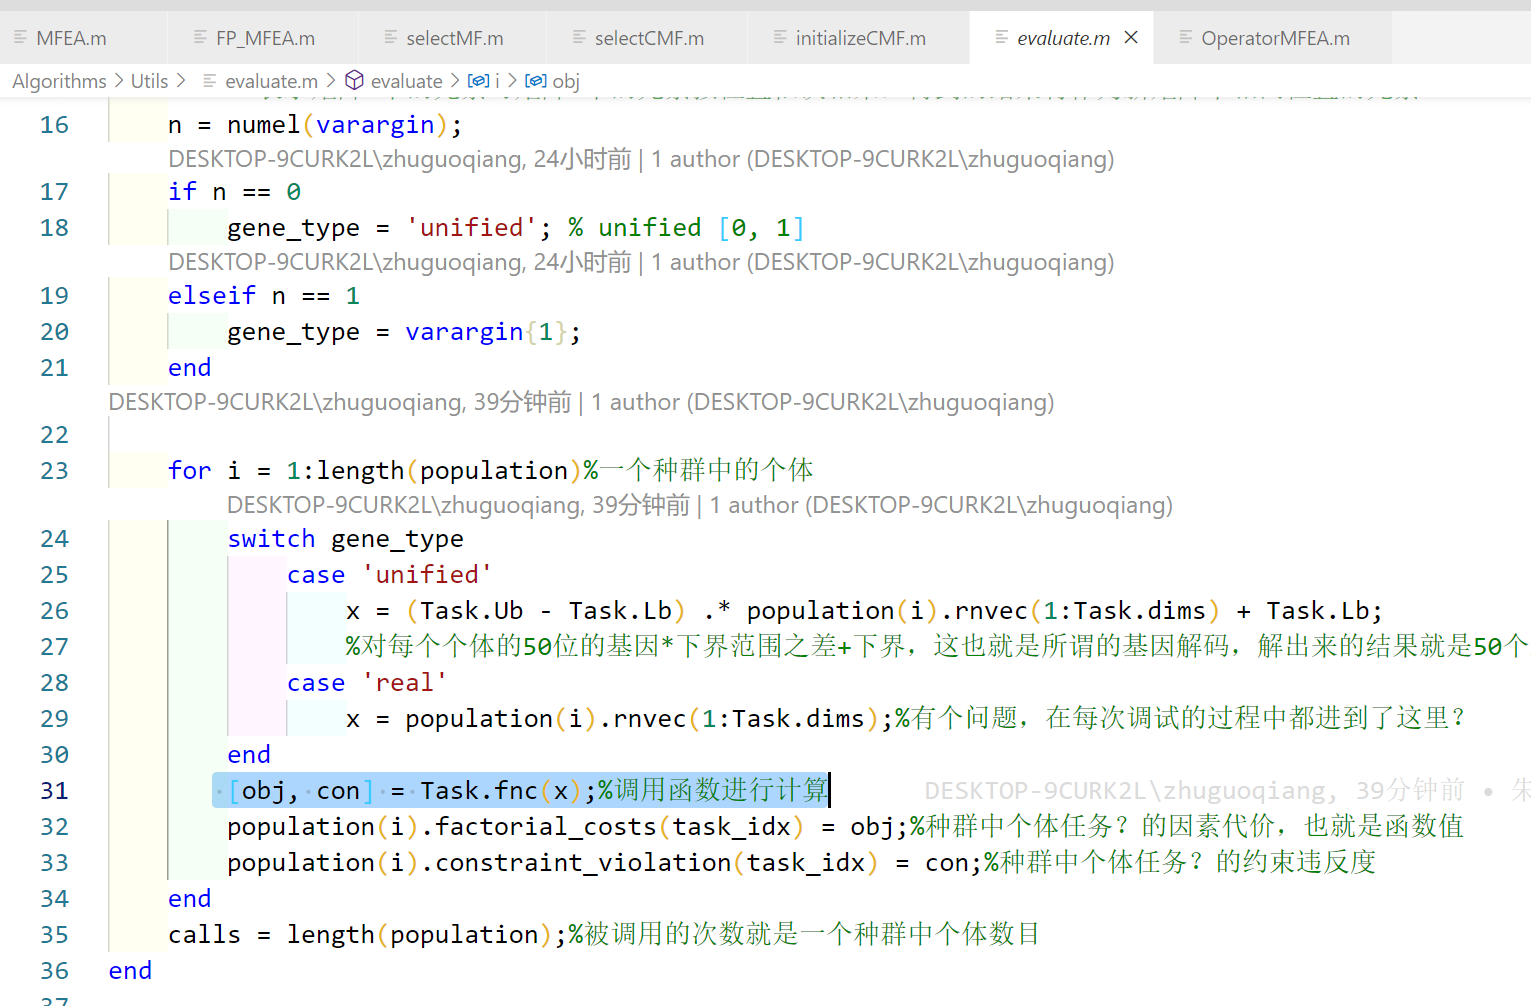 MFEA.m FP_MFEA.m selectMF.m selectCMF.m initializeCMF.m evaluate.m OperatorMFEA.m
Algorithms > Utils > evaluate.m > evaluate > i > obj
16 n = numel(varargin);
DESKTOP-9CURK2L\zhuguoqiang, 24小时前 | 1 author (DESKTOP-9CURK2L\zhuguoqiang)
17 if n == 0
18 gene_type = 'unified'; % unified [0, 1]
DESKTOP-9CURK2L\zhuguoqiang, 24小时前 | 1 author (DESKTOP-9CURK2L\zhuguoqiang)
19 elseif n == 1
20 gene_type = varargin{1};
21 end
DESKTOP-9CURK2L\zhuguoqiang, 39分钟前 | 1 author (DESKTOP-9CURK2L\zhuguoqiang)
22
23 for i = 1:length(population)%一个种群中的个体
DESKTOP-9CURK2L\zhuguoqiang, 39分钟前 | 1 author (DESKTOP-9CURK2L\zhuguoqiang)
24 switch gene_type
25 case 'unified'
26 x = (Task.Ub - Task.Lb) .* population(i).rnvec(1:Task.dims) + Task.Lb;
27 %对每个个体的50位的基因*下界范围之差+下界，这也就是所谓的基因解码，解出来的结果就是50个
28 case 'real'
29 x = population(i).rnvec(1:Task.dims);%有个问题，在每次调试的过程中都进到了这里？
30 end
31 [obj, con] = Task.fnc(x);%调用函数进行计算 DESKTOP-9CURK2L\zhuguoqiang, 39分钟前 • 朱
32 population(i).factorial_costs(task_idx) = obj;%种群中个体任务？的因素代价，也就是函数值
33 population(i).constraint_violation(task_idx) = con;%种群中个体任务？的约束违反度
34 end
35 calls = length(population);%被调用的次数就是一个种群中个体数目
36 end
37